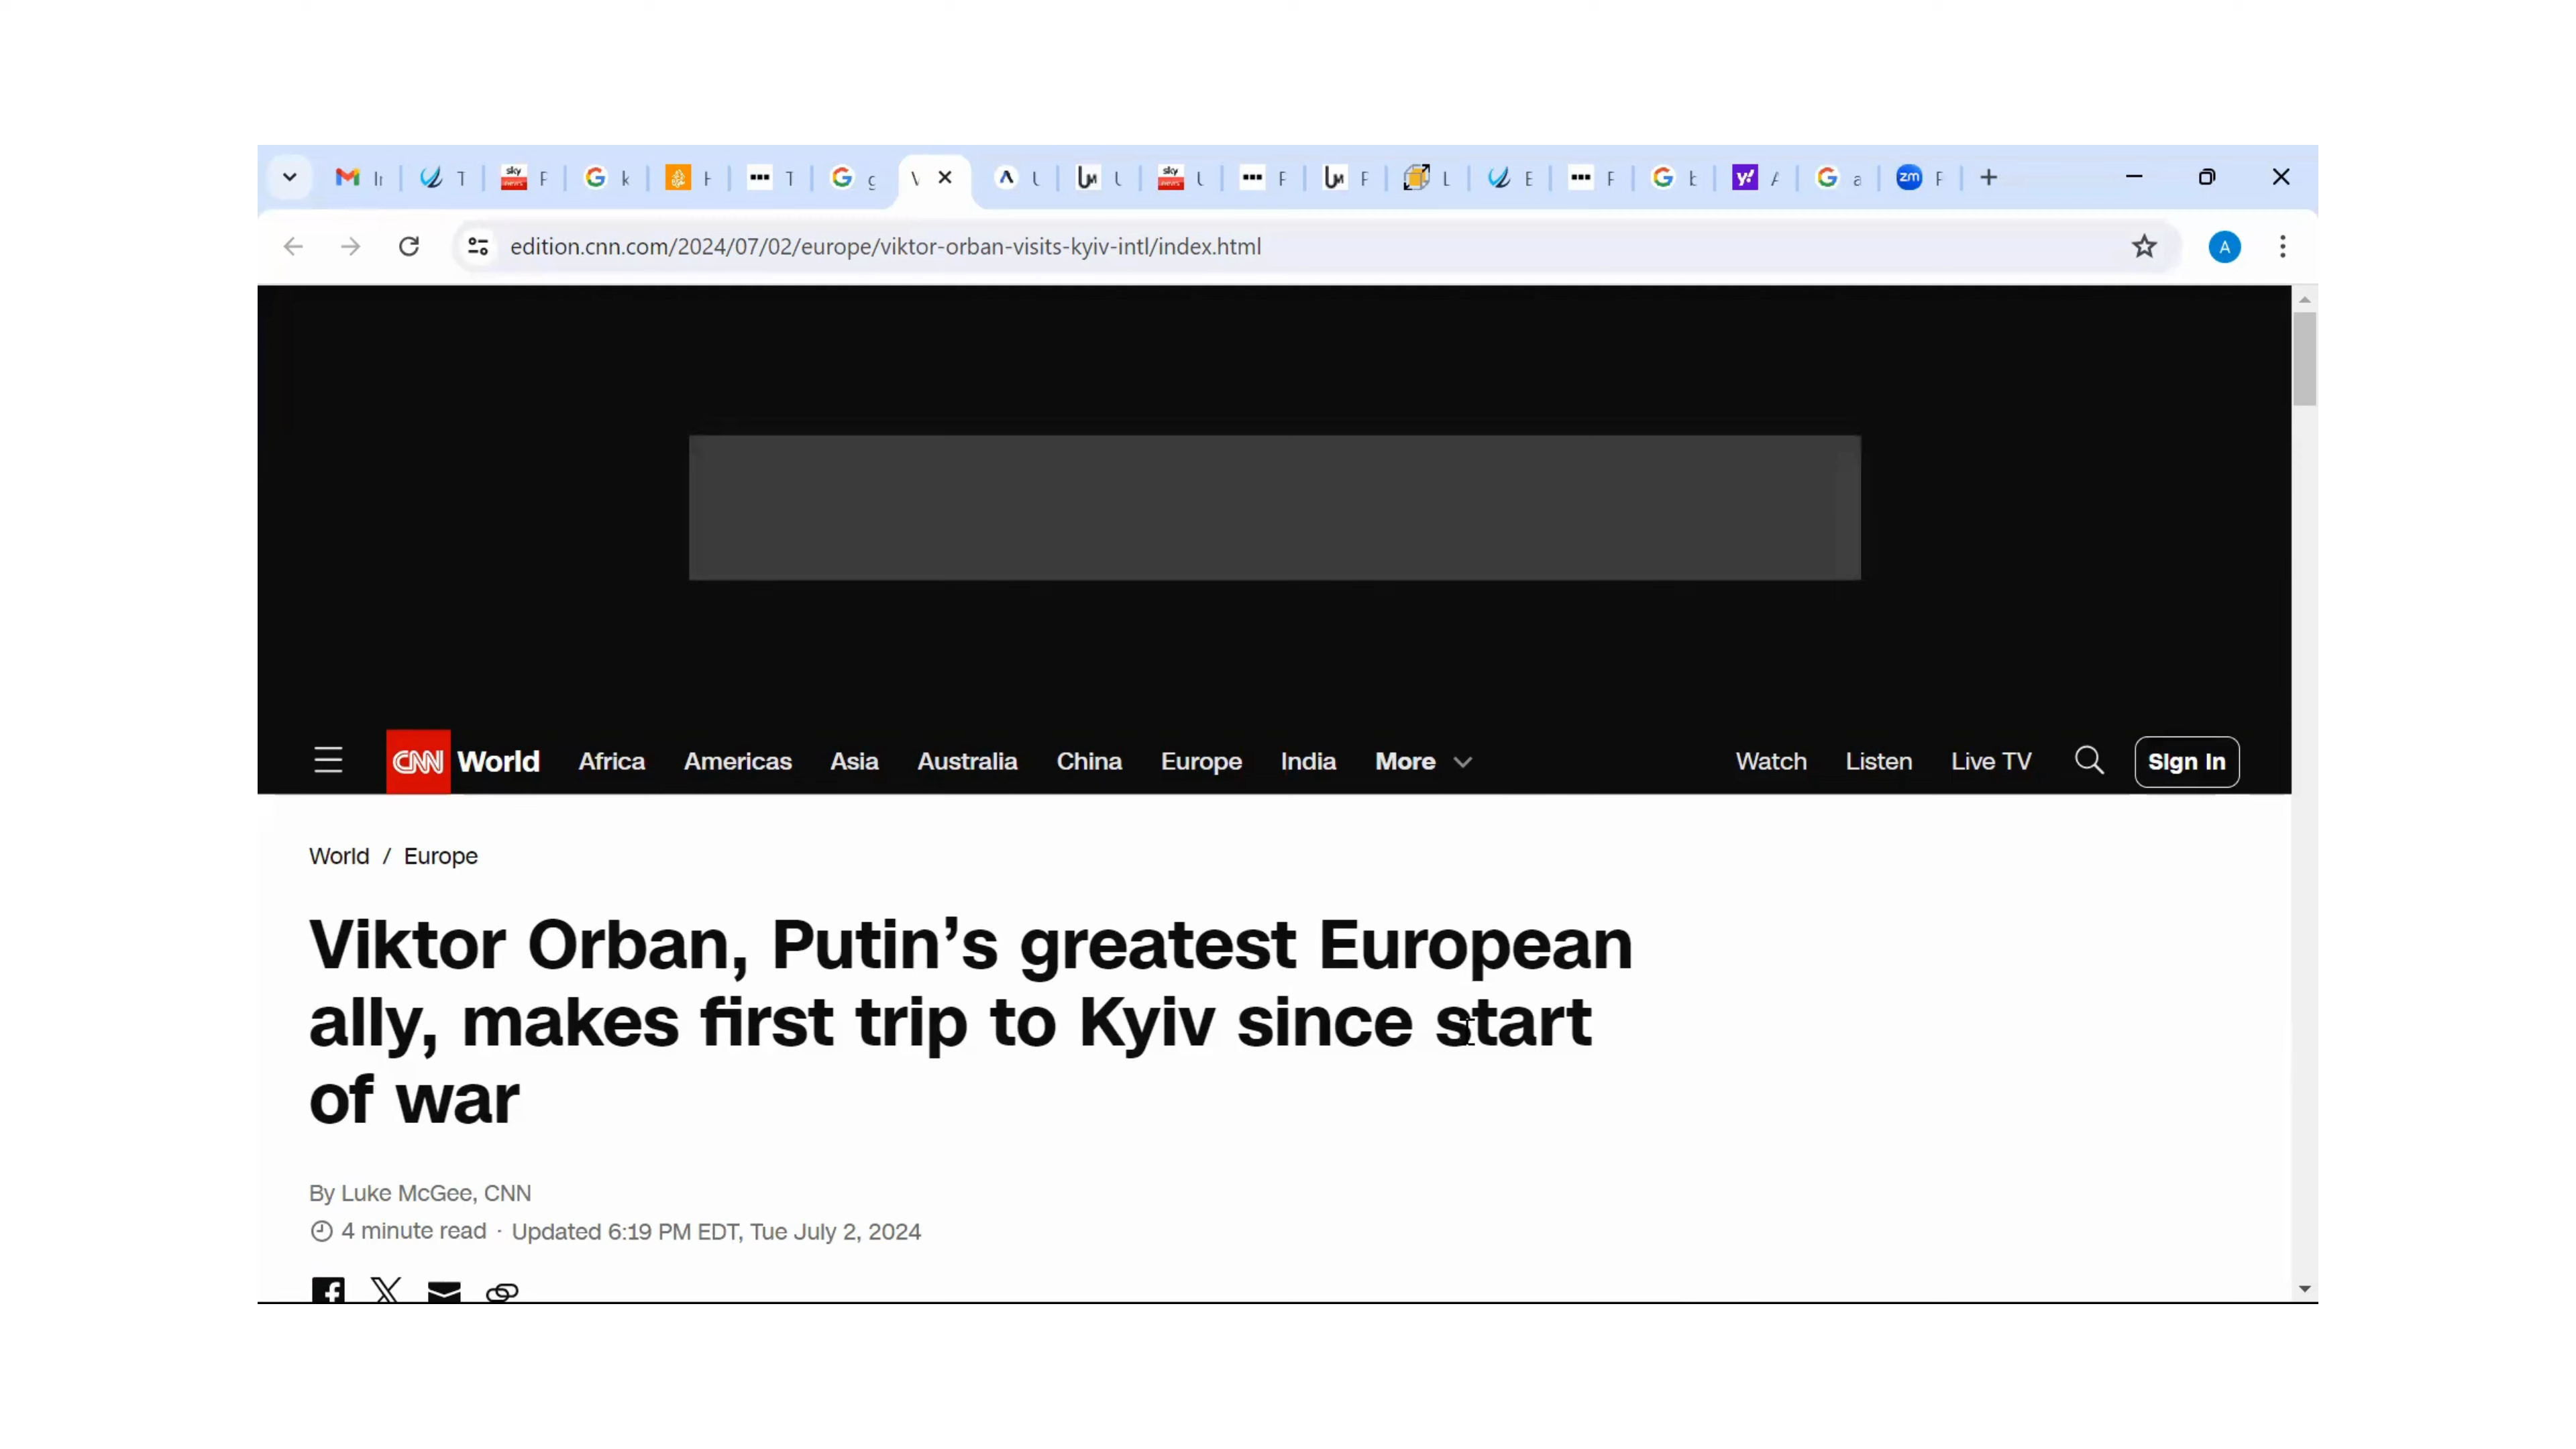 edition.cnn.com/2024/07/02/europe/viktor-orban-visits-kyiv-intl/index.html
A
CNN World Africa Americas Asia Australia China Europe India More Watch Listen Live TV Sign In
World / Europe
Viktor Orban, Putin’s greatest European
ally, makes first trip to Kyiv since start
of war
By Luke McGee, CNN
4 minute read · Updated 6:19 PM EDT, Tue July 2, 2024